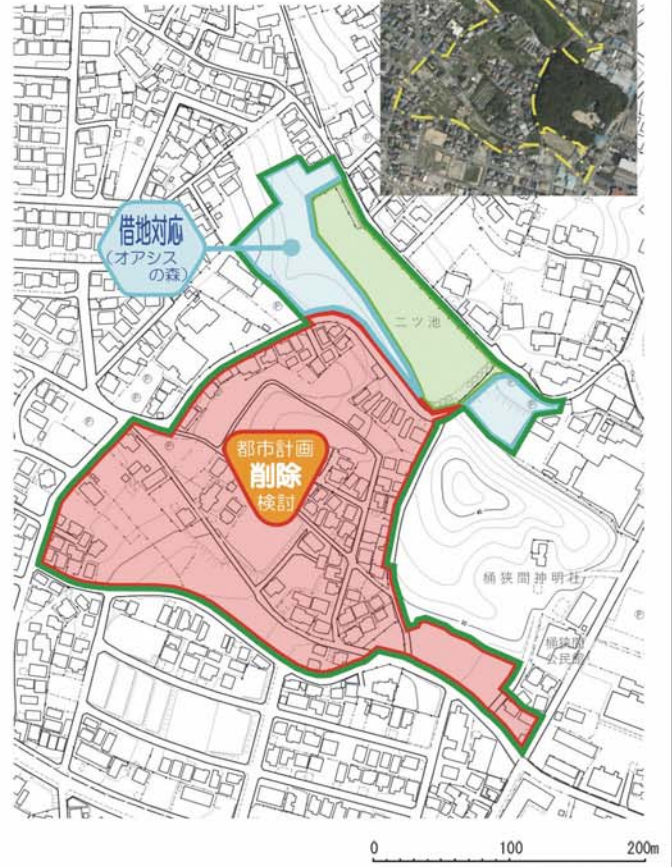 借地対応
(オアシス
の森)
二ツ池
都市計画
削除
検討
桶狭間神明社
桶狭間
公民館
0 100 200m